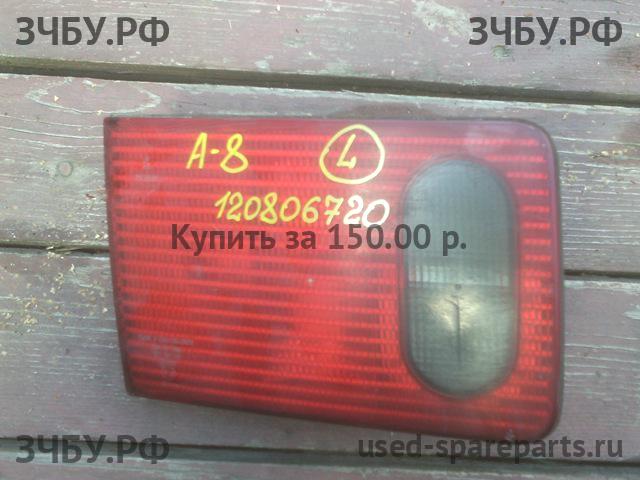 ЗЧБУ.РФ ЗЧБУ.РФ
А-8 L
120806720
Купить за 150.00 р.
ЗЧБУ.РФ used-spareparts.ru